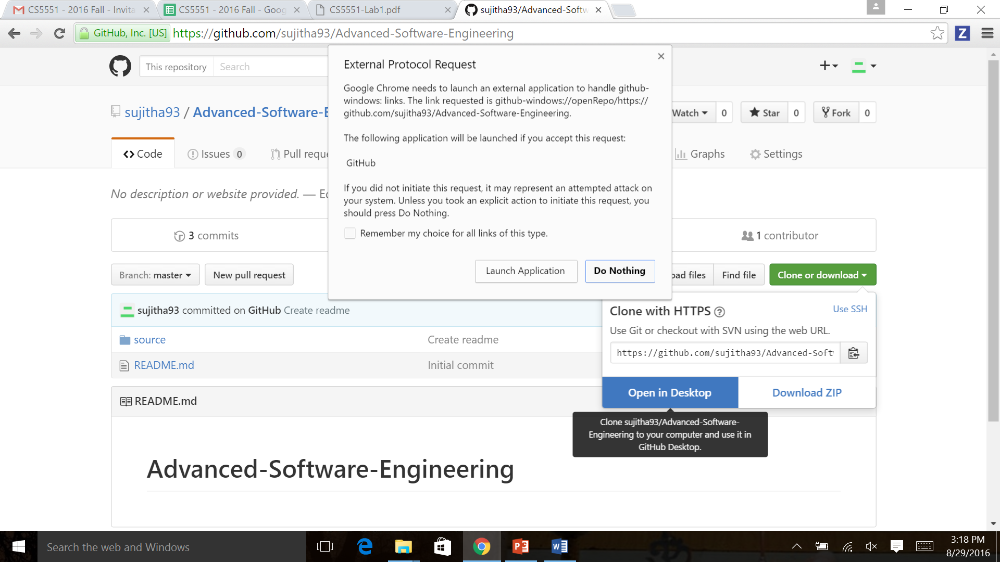 CS5551 - 2016 Fall - Invita
CS5551 - 2016 Fall - Goog
CS5551-Lab1.pdf
sujitha93/Advanced-Softw
GitHub, Inc. [US]
https://github.com/sujitha93/Advanced-Software-Engineering
Z
This repository
Search
External Protocol Request
Google Chrome needs to launch an external application to handle github-
windows: links. The link requested is github-windows://openRepo/https://
github.com/sujitha93/Advanced-Software-Engineering.
The following application will be launched if you accept this request:
GitHub
If you did not initiate this request, it may represent an attempted attack on
your system. Unless you took an explicit action to initiate this request, you
should press Do Nothing.
Remember my choice for all links of this type.
Launch Application
Do Nothing
sujitha93 / Advanced-Software-E
Watch 0
Star 0
Fork 0
Code
Issues 0
Pull reque
Graphs
Settings
No description or website provided. — Ed
3 commits
1 contributor
Branch: master
New pull request
oad files
Find file
Clone or download
sujitha93 committed on GitHub Create readme
source
Create readme
README.md
Initial commit
Clone with HTTPS
Use SSH
Use Git or checkout with SVN using the web URL.
https://github.com/sujitha93/Advanced-Soft
Open in Desktop
Download ZIP
Clone sujitha93/Advanced-Software-
Engineering to your computer and use it in
GitHub Desktop.
README.md
Advanced-Software-Engineering
Search the web and Windows
3:18 PM
8/29/2016